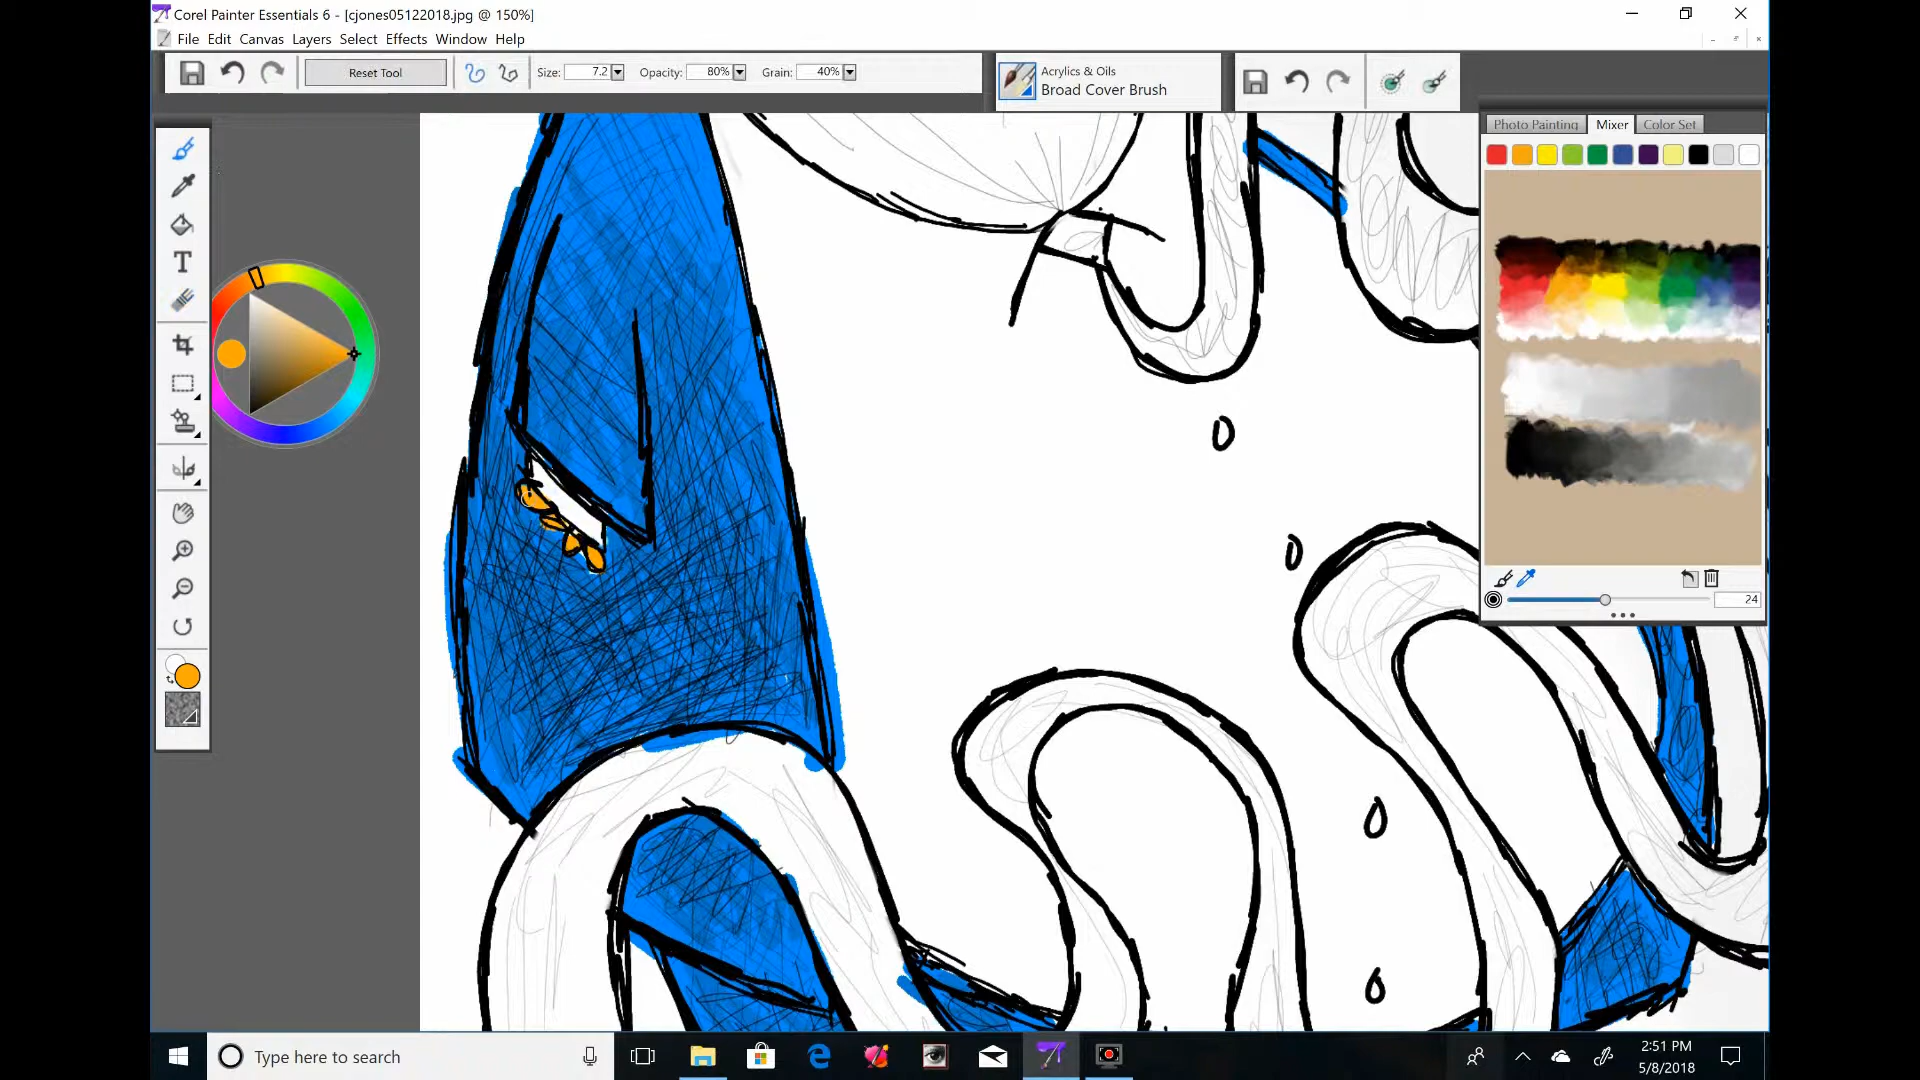 Corel Painter Essentials 6 - [cjones05122018.jpg @ 150%]
File Edit Canvas Layers Select Effects Window Help
Reset Tool Size: 7.2 Opacity: 80% Grain: 40%
Acrylics & Oils
Broad Cover Brush
Photo Painting Mixer Color Set
T
24
Type here to search
2:51 PM
5/8/2018